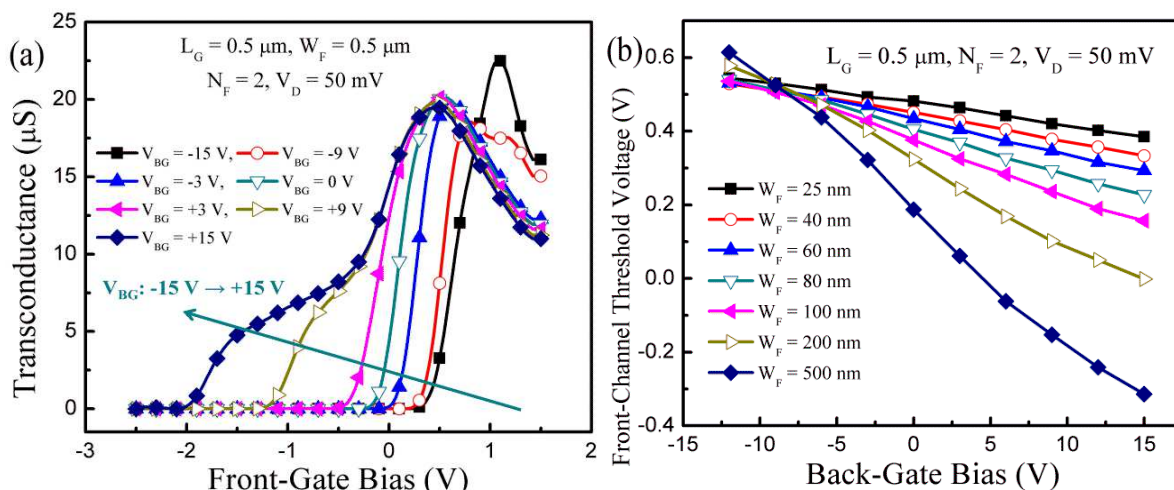 (a)
L_G = 0.5 μm, W_F = 0.5 μm
N_F = 2, V_D = 50 mV
V_BG = -15 V, V_BG = -9 V
V_BG = -3 V, V_BG = 0 V
V_BG = +3 V, V_BG = +9 V
V_BG = +15 V
V_BG: -15 V → +15 V
Transconductance (μS)
25
20
15
10
5
0
-3 -2 -1 0 1 2
Front-Gate Bias (V)
(b)
L_G = 0.5 μm, N_F = 2, V_D = 50 mV
W_F = 25 nm
W_F = 40 nm
W_F = 60 nm
W_F = 80 nm
W_F = 100 nm
W_F = 200 nm
W_F = 500 nm
Front-Channel Threshold Voltage (V)
0.6
0.4
0.2
0.0
-0.2
-0.4
-15 -10 -5 0 5 10 15
Back-Gate Bias (V)